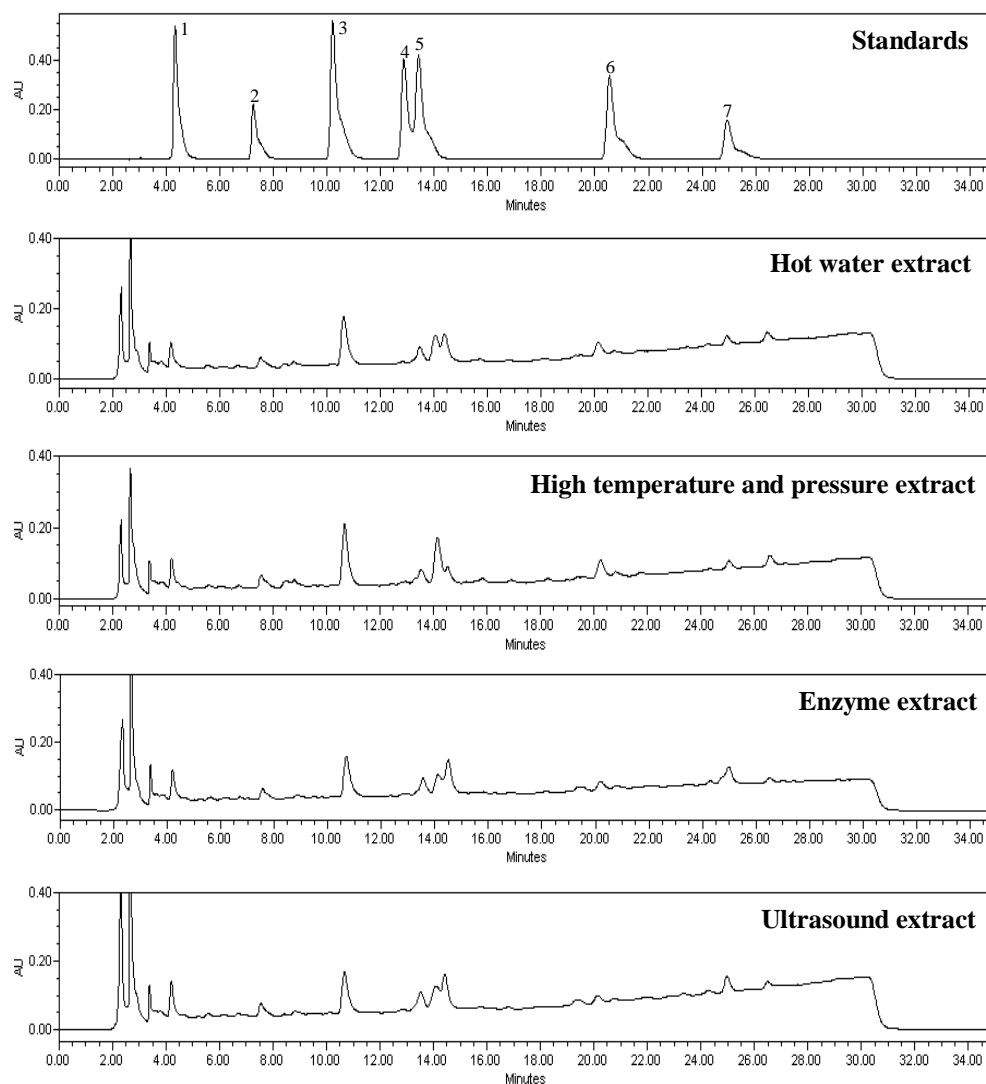 Standards
1
2
3
4
5
6
7
AU
0.40
0.20
0.00
0.00 2.00 4.00 6.00 8.00 10.00 12.00 14.00 16.00 18.00 20.00 22.00 24.00 26.00 28.00 30.00 32.00 34.00
Minutes
Hot water extract
AU
0.40
0.20
0.00
0.00 2.00 4.00 6.00 8.00 10.00 12.00 14.00 16.00 18.00 20.00 22.00 24.00 26.00 28.00 30.00 32.00 34.00
Minutes
High temperature and pressure extract
AU
0.40
0.20
0.00
0.00 2.00 4.00 6.00 8.00 10.00 12.00 14.00 16.00 18.00 20.00 22.00 24.00 26.00 28.00 30.00 32.00 34.00
Minutes
Enzyme extract
AU
0.40
0.20
0.00
0.00 2.00 4.00 6.00 8.00 10.00 12.00 14.00 16.00 18.00 20.00 22.00 24.00 26.00 28.00 30.00 32.00 34.00
Minutes
Ultrasound extract
AU
0.40
0.20
0.00
0.00 2.00 4.00 6.00 8.00 10.00 12.00 14.00 16.00 18.00 20.00 22.00 24.00 26.00 28.00 30.00 32.00 34.00
Minutes